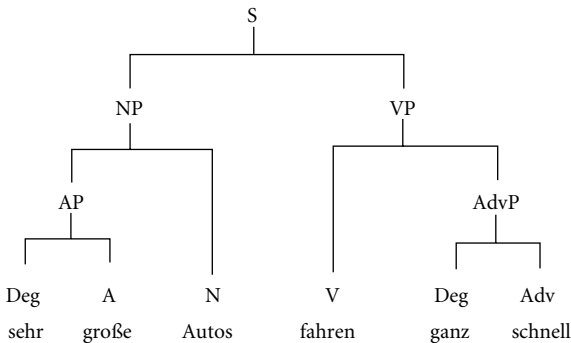 S
NP VP
AP AdvP
Deg A N V Deg Adv
sehr große Autos fahren ganz schnell